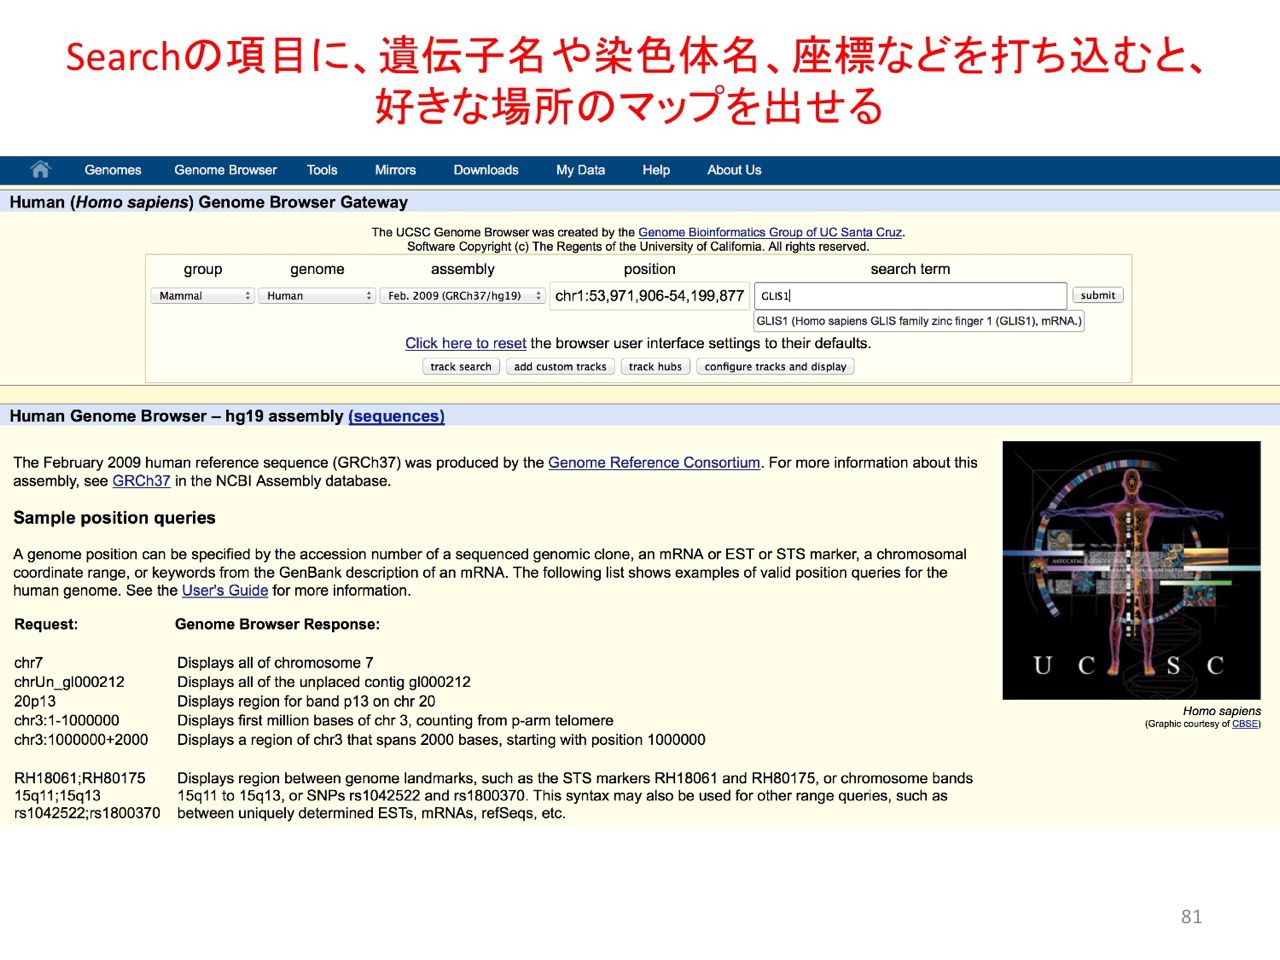 Searchの項目に、遺伝子名や染色体名、座標などを打ち込むと、
好きな場所のマップを出せる
Genomes Genome Browser Tools Mirrors Downloads My Data Help About Us
Human (Homo sapiens) Genome Browser Gateway
The UCSC Genome Browser was created by the Genome Bioinformatics Group of UC Santa Cruz.
Software Copyright (c) The Regents of the University of California. All rights reserved.
group genome assembly position search term
Mammal Human Feb. 2009 (GRCh37/hg19) chr1:53,971,906-54,199,877 GLIS1 submit
GLIS1 (Homo sapiens GLIS family zinc finger 1 (GLIS1), mRNA.)
Click here to reset the browser user interface settings to their defaults.
track search add custom tracks track hubs configure tracks and display
Human Genome Browser – hg19 assembly (sequences)
The February 2009 human reference sequence (GRCh37) was produced by the Genome Reference Consortium. For more information about this
assembly, see GRCh37 in the NCBI Assembly database.
Sample position queries
A genome position can be specified by the accession number of a sequenced genomic clone, an mRNA or EST or STS marker, a chromosomal
coordinate range, or keywords from the GenBank description of an mRNA. The following list shows examples of valid position queries for the
human genome. See the User's Guide for more information.
Request: Genome Browser Response:
chr7 Displays all of chromosome 7
chrUn_gl000212 Displays all of the unplaced contig gl000212
20p13 Displays region for band p13 on chr 20
chr3:1-1000000 Displays first million bases of chr 3, counting from p-arm telomere
chr3:1000000+2000 Displays a region of chr3 that spans 2000 bases, starting with position 1000000
RH18061;RH80175 Displays region between genome landmarks, such as the STS markers RH18061 and RH80175, or chromosome bands
15q11;15q13 15q11 to 15q13, or SNPs rs1042522 and rs1800370. This syntax may also be used for other range queries, such as
rs1042522;rs1800370 between uniquely determined ESTs, mRNAs, refSeqs, etc.
U C S C
Homo sapiens
(Graphic courtesy of CBSE)
81